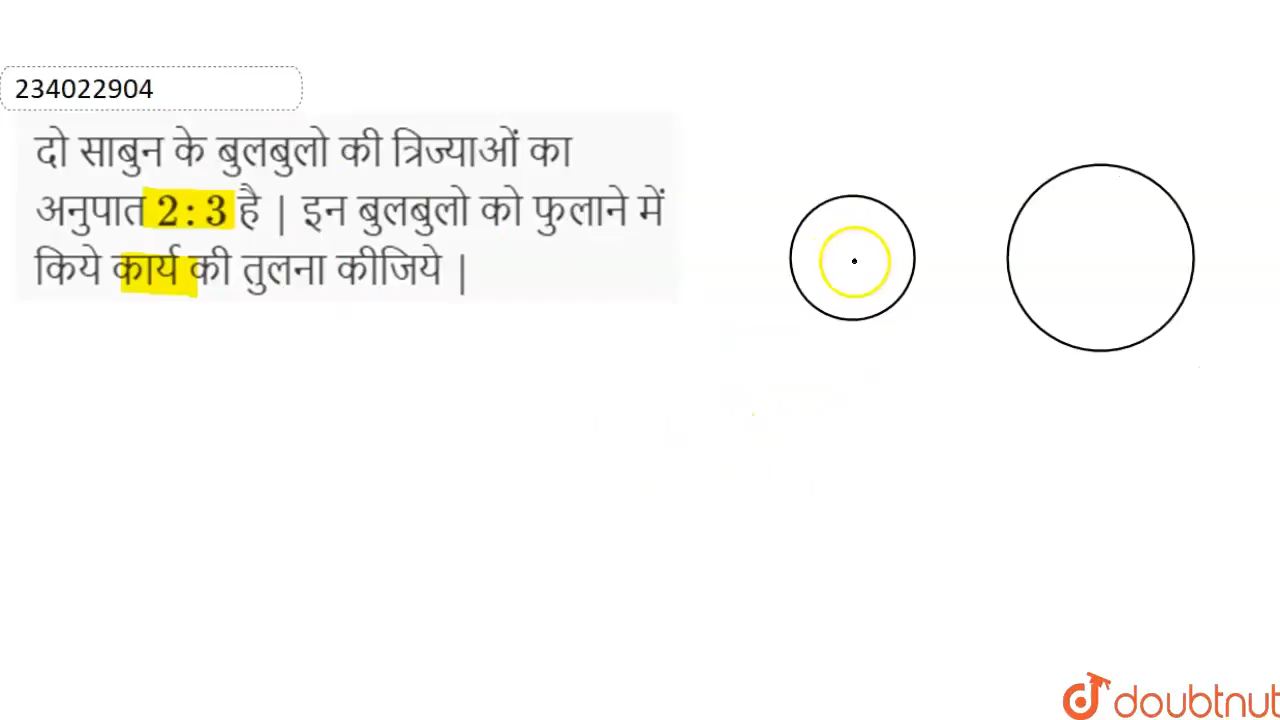 234022904
दो साबुन के बुलबुलो की त्रिज्याओं का
अनुपात 2 : 3 है | इन बुलबुलो को फुलाने में
किये कार्य की तुलना कीजिये |
doubtnut